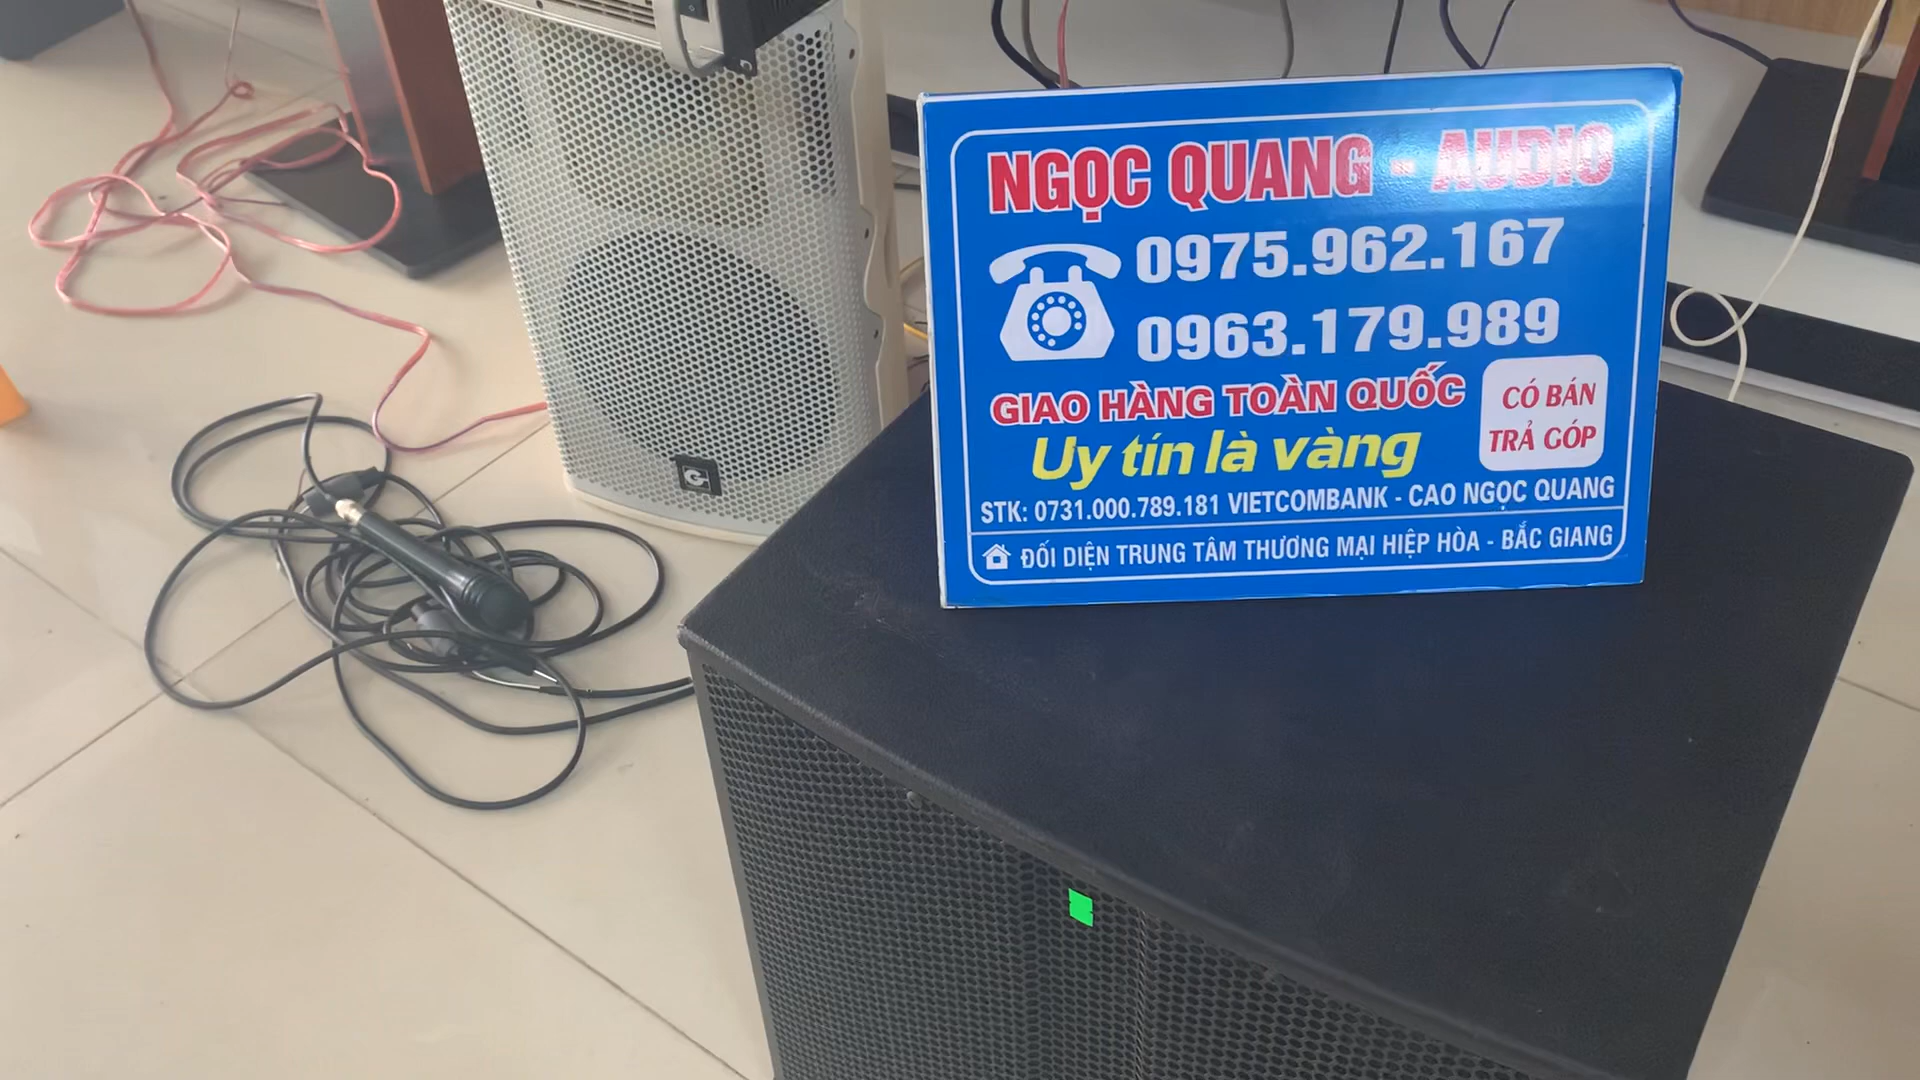 NGỌC QUANG - AUDIO
0975.962.167
0963.179.989
GIAO HÀNG TOÀN QUỐC
Uy tín là vàng
CÓ BÁN
TRẢ GÓP
STK: 0731.000.789.181 VIETCOMBANK - CAO NGỌC QUANG
ĐỐI DIỆN TRUNG TÂM THƯƠNG MẠI HIỆP HÒA - BẮC GIANG